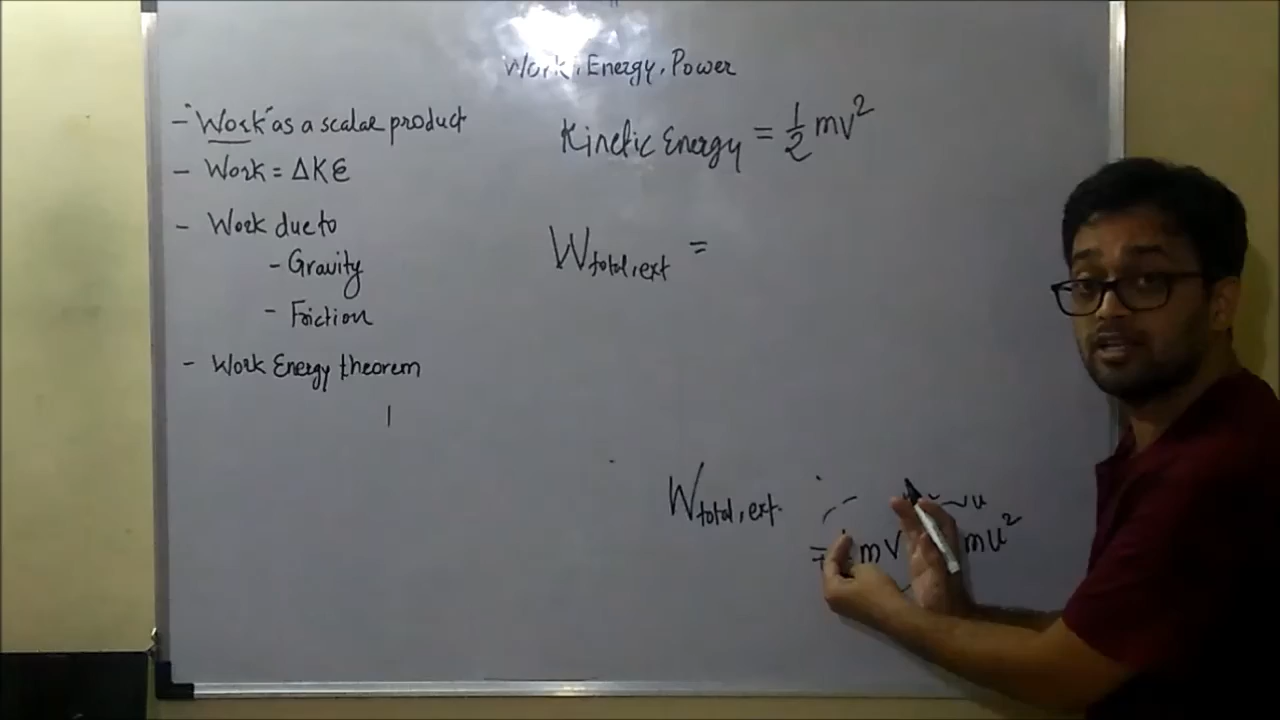 Work, Energy, Power
- "Work" as a scalar product
- Work = ΔKE
- Work due to
- Gravity
- Friction
- Work Energy theorem
Kinetic Energy = 1/2 mv²
W total, ext =
W total, ext.
= mv mu²
u